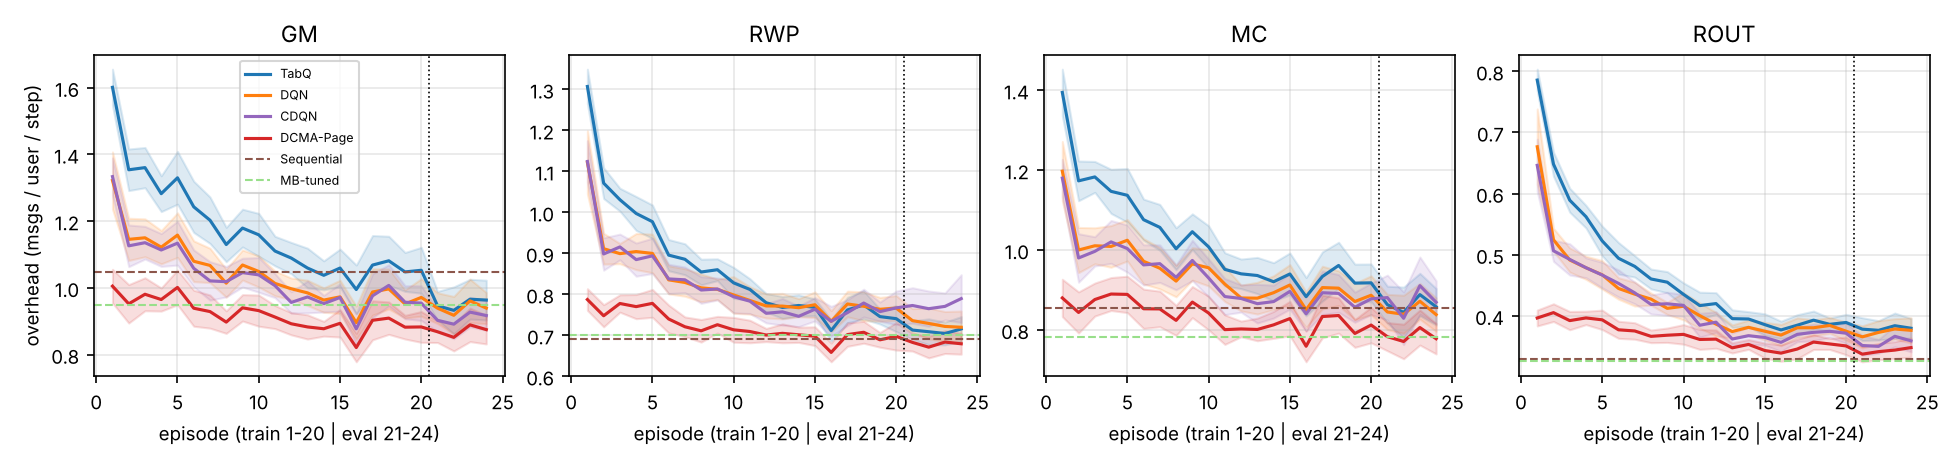 GM
RWP
MC
ROUT
overhead (msgs / user / step)
1.6
1.4
1.2
1.0
0.8
TabQ
DQN
CDQN
DCMA-Page
Sequential
MB-tuned
0 5 10 15 20 25
episode (train 1-20 | eval 21-24)
1.3
1.2
1.1
1.0
0.9
0.8
0.7
0.6
0 5 10 15 20 25
episode (train 1-20 | eval 21-24)
1.4
1.2
1.0
0.8
0 5 10 15 20 25
episode (train 1-20 | eval 21-24)
0.8
0.7
0.6
0.5
0.4
0 5 10 15 20 25
episode (train 1-20 | eval 21-24)